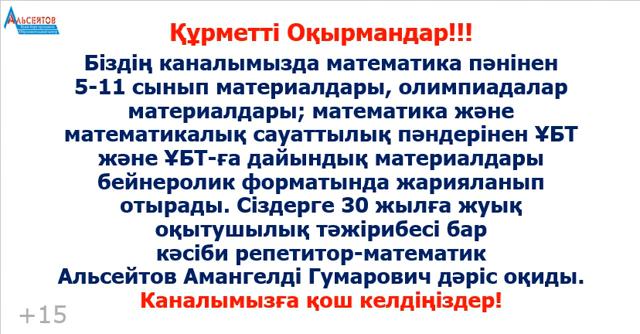 АЛЬСЕЙТОВ
Құрметті Оқырмандар!!!
Біздің каналымызда математика пәнінен
5-11 сынып материалдары, олимпиадалар
материалдары; математика және
математикалық сауаттылық пәндерінен ҰБТ
және ҰБТ-ға дайындық материалдары
бейнеролик форматында жарияланып
отырады. Сіздерге 30 жылға жуық
оқытушылық тәжірибесі бар
кәсіби репетитор-математик
Альсейтов Амангелді Гумарович дәріс оқиды.
Каналымызға қош келдіңіздер!
+15